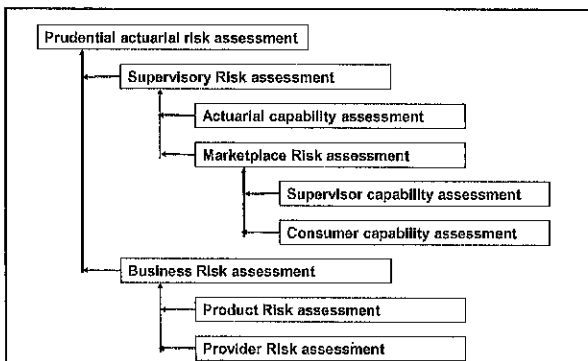 Prudential actuarial risk assessment
Supervisory Risk assessment
Actuarial capability assessment
Marketplace Risk assessment
Supervisor capability assessment
Consumer capability assessment
Business Risk assessment
Product Risk assessment
Provider Risk assessment